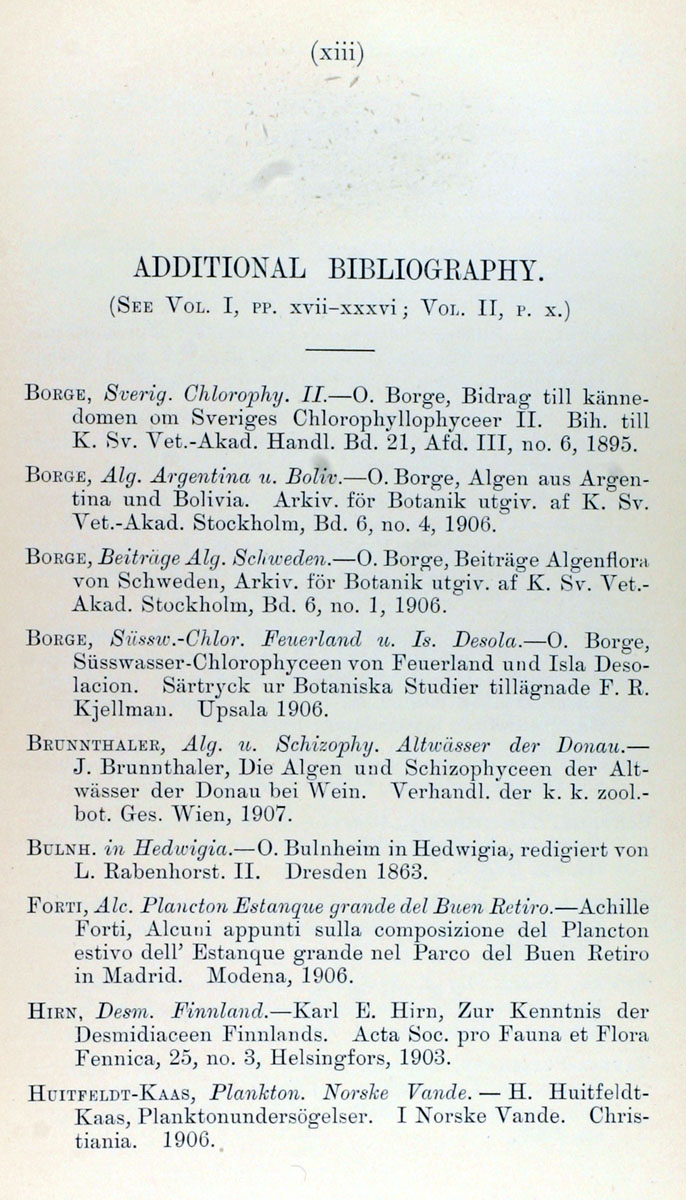 (xiii)
ADDITIONAL BIBLIOGRAPHY.
(See Vol. I, pp. xvii–xxxvi; Vol. II, p. x.)
Borge, Sverig. Chlorophy. II.—O. Borge, Bidrag till känne-
domen om Sveriges Chlorophyllophyceer II. Bih. till
K. Sv. Vet.-Akad. Handl. Bd. 21, Afd. III, no. 6, 1895.
Borge, Alg. Argentina u. Boliv.—O. Borge, Algen aus Argen-
tina und Bolivia. Arkiv. för Botanik utgiv. af K. Sv.
Vet.-Akad. Stockholm, Bd. 6, no. 4, 1906.
Borge, Beiträge Alg. Schweden.—O. Borge, Beiträge Algenflora
von Schweden, Arkiv. för Botanik utgiv. af K. Sv. Vet.-
Akad. Stockholm, Bd. 6, no. 1, 1906.
Borge, Süssw.-Chlor. Feuerland u. Is. Desola.—O. Borge,
Süsswasser-Chlorophyceen von Feuerland und Isla Deso-
lacion. Särtryck ur Botaniska Studier tillägnade F. R.
Kjellman. Upsala 1906.
Brunnthaler, Alg. u. Schizophy. Altwässer der Donau.—
J. Brunnthaler, Die Algen und Schizophyceen der Alt-
wässer der Donau bei Wein. Verhandl. der k. k. zool.-
bot. Ges. Wien, 1907.
Bulnh. in Hedwigia.—O. Bulnheim in Hedwigia, redigiert von
L. Rabenhorst. II. Dresden 1863.
Forti, Alc. Plancton Estanque grande del Buen Retiro.—Achille
Forti, Alcuni appunti sulla composizione del Plancton
estivo dell' Estanque grande nel Parco del Buen Retiro
in Madrid. Modena, 1906.
Hirn, Desm. Finnland.—Karl E. Hirn, Zur Kenntnis der
Desmidiaceen Finnlands. Acta Soc. pro Fauna et Flora
Fennica, 25, no. 3, Helsingfors, 1903.
Huitfeldt-Kaas, Plankton. Norske Vande.— H. Huitfeldt-
Kaas, Planktonundersögelser. I Norske Vande. Chris-
tiania. 1906.